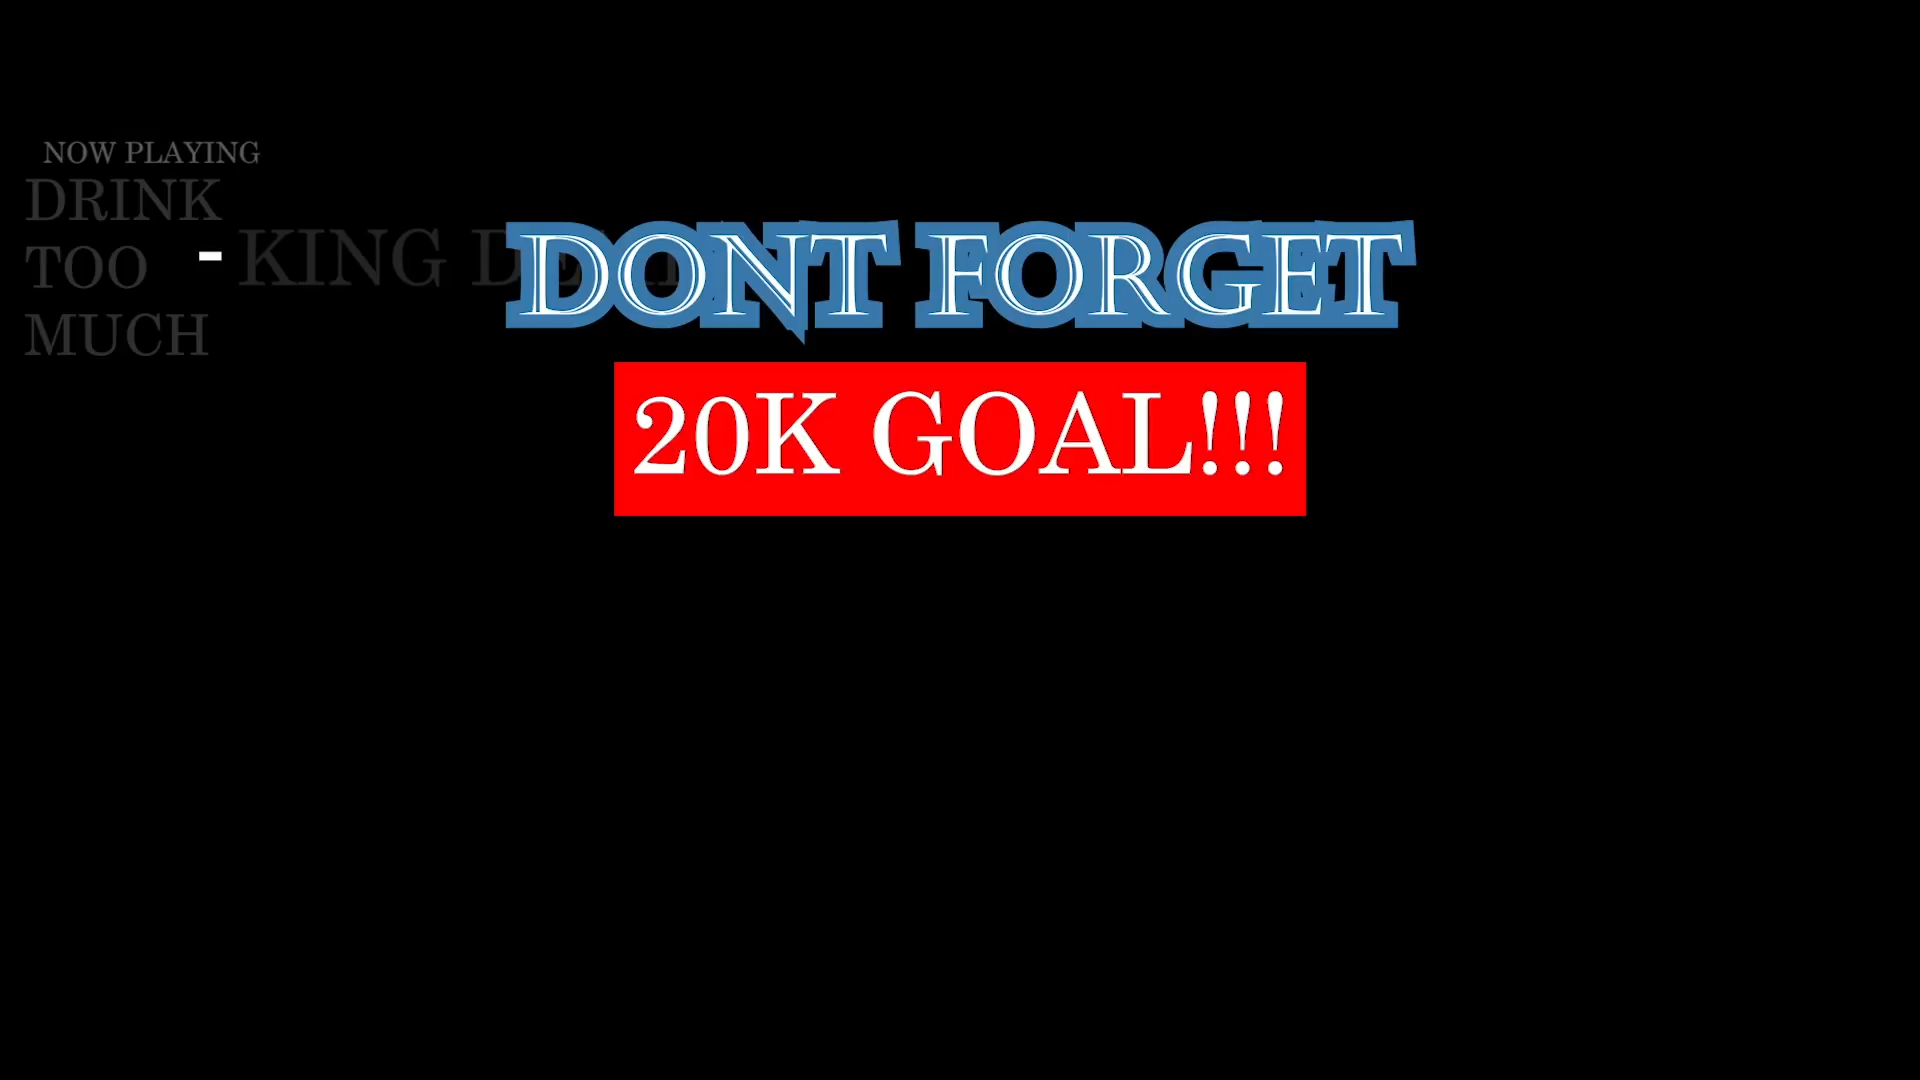 NOW PLAYING
DRINK
TOO
MUCH
- KING
DONT FORGET
20K GOAL!!!